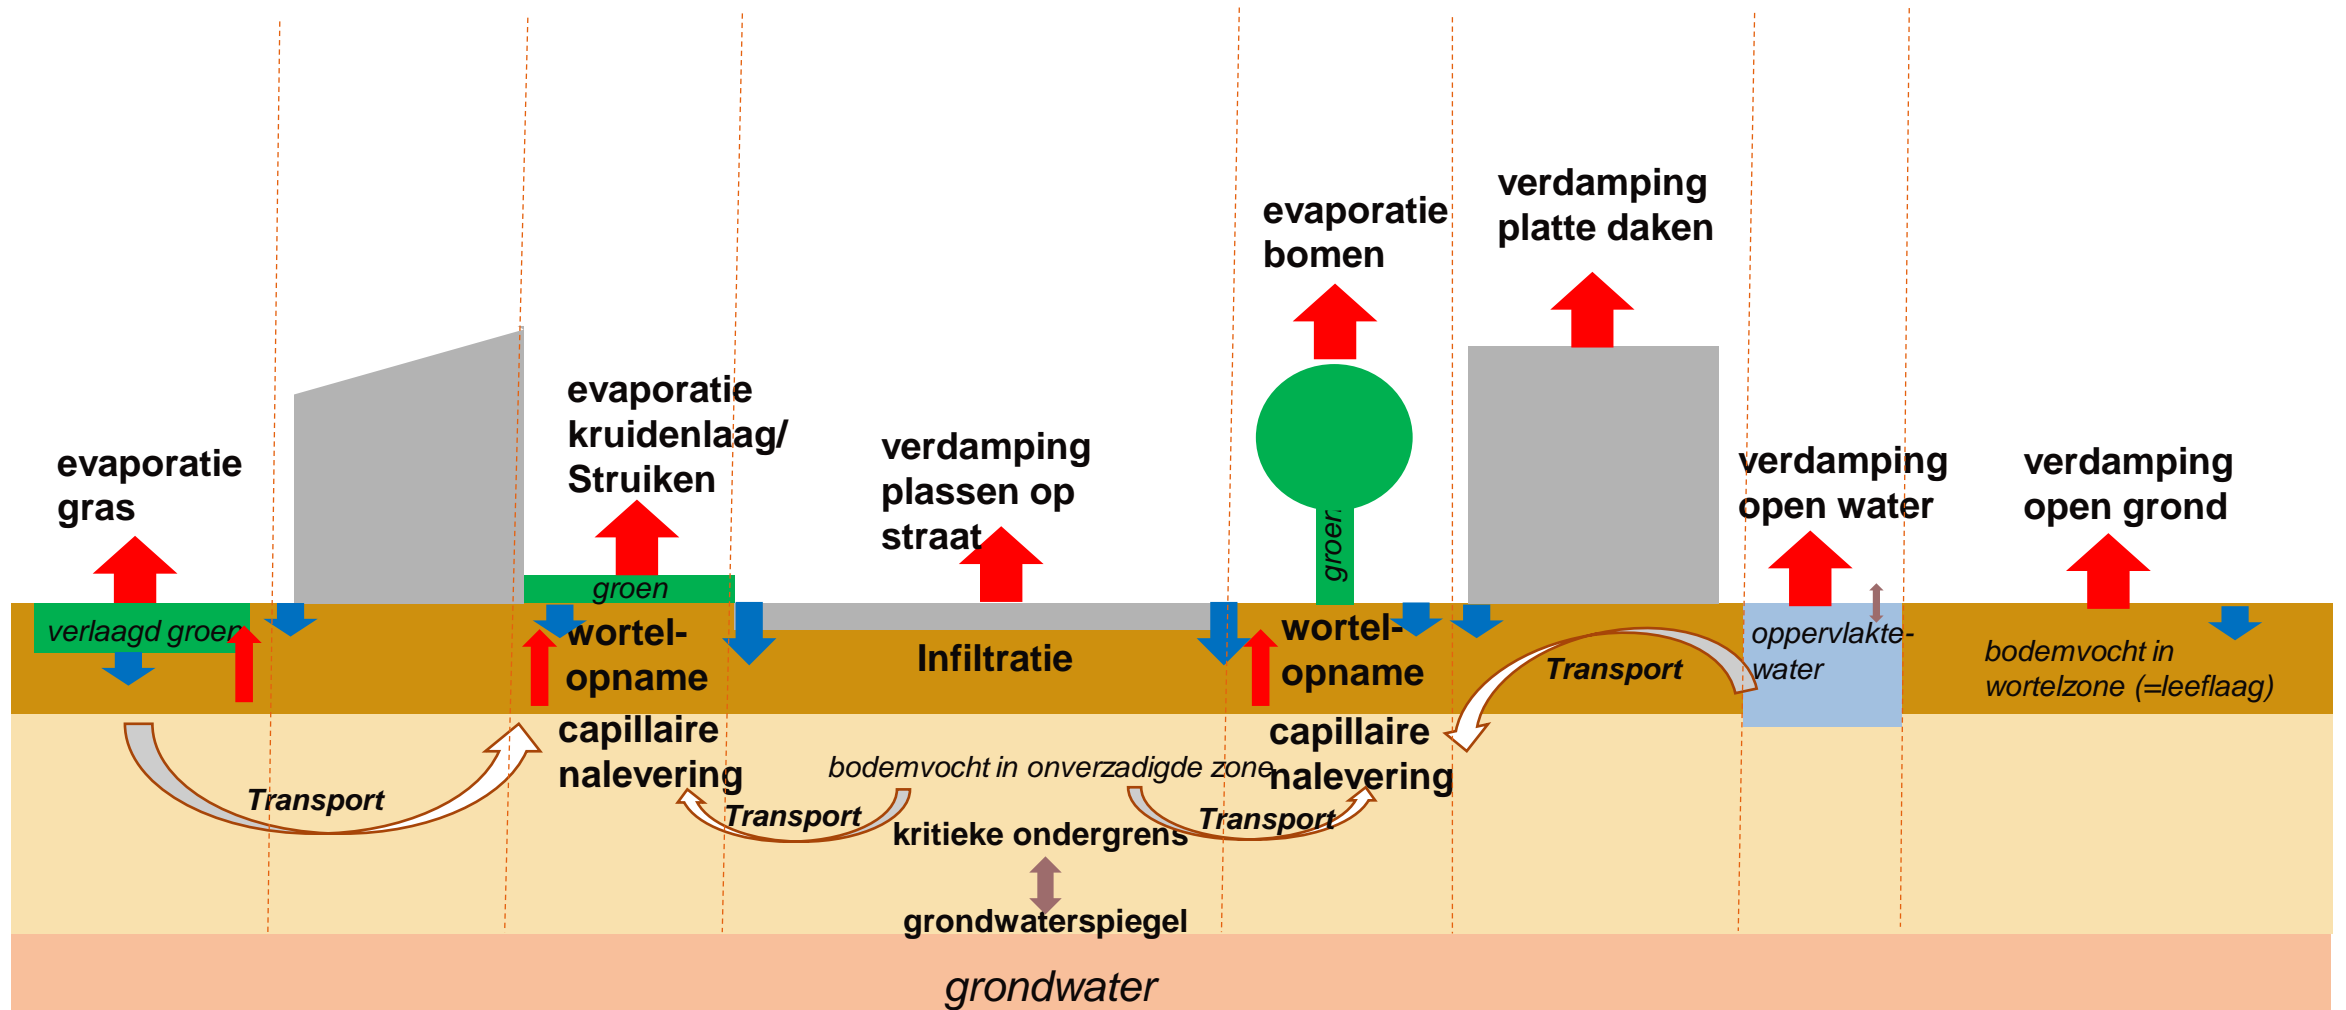 verdamping
platte daken
evaporatie
bomen
evaporatie
kruidenlaag/
Struiken
verdamping
plassen op
straat
evaporatie
gras
verdamping
open water
verdamping
open grond
groen
groen
verlaagd groen
wortel-
opname
Infiltratie
wortel-
opname
Transport
oppervlakte-
water
bodemvocht in
wortelzone (=leeflaag)
capillaire
nalevering
bodemvocht in onverzadigde zone
capillaire
nalevering
Transport
Transport
Transport
kritieke ondergrens
grondwaterspiegel
grondwater